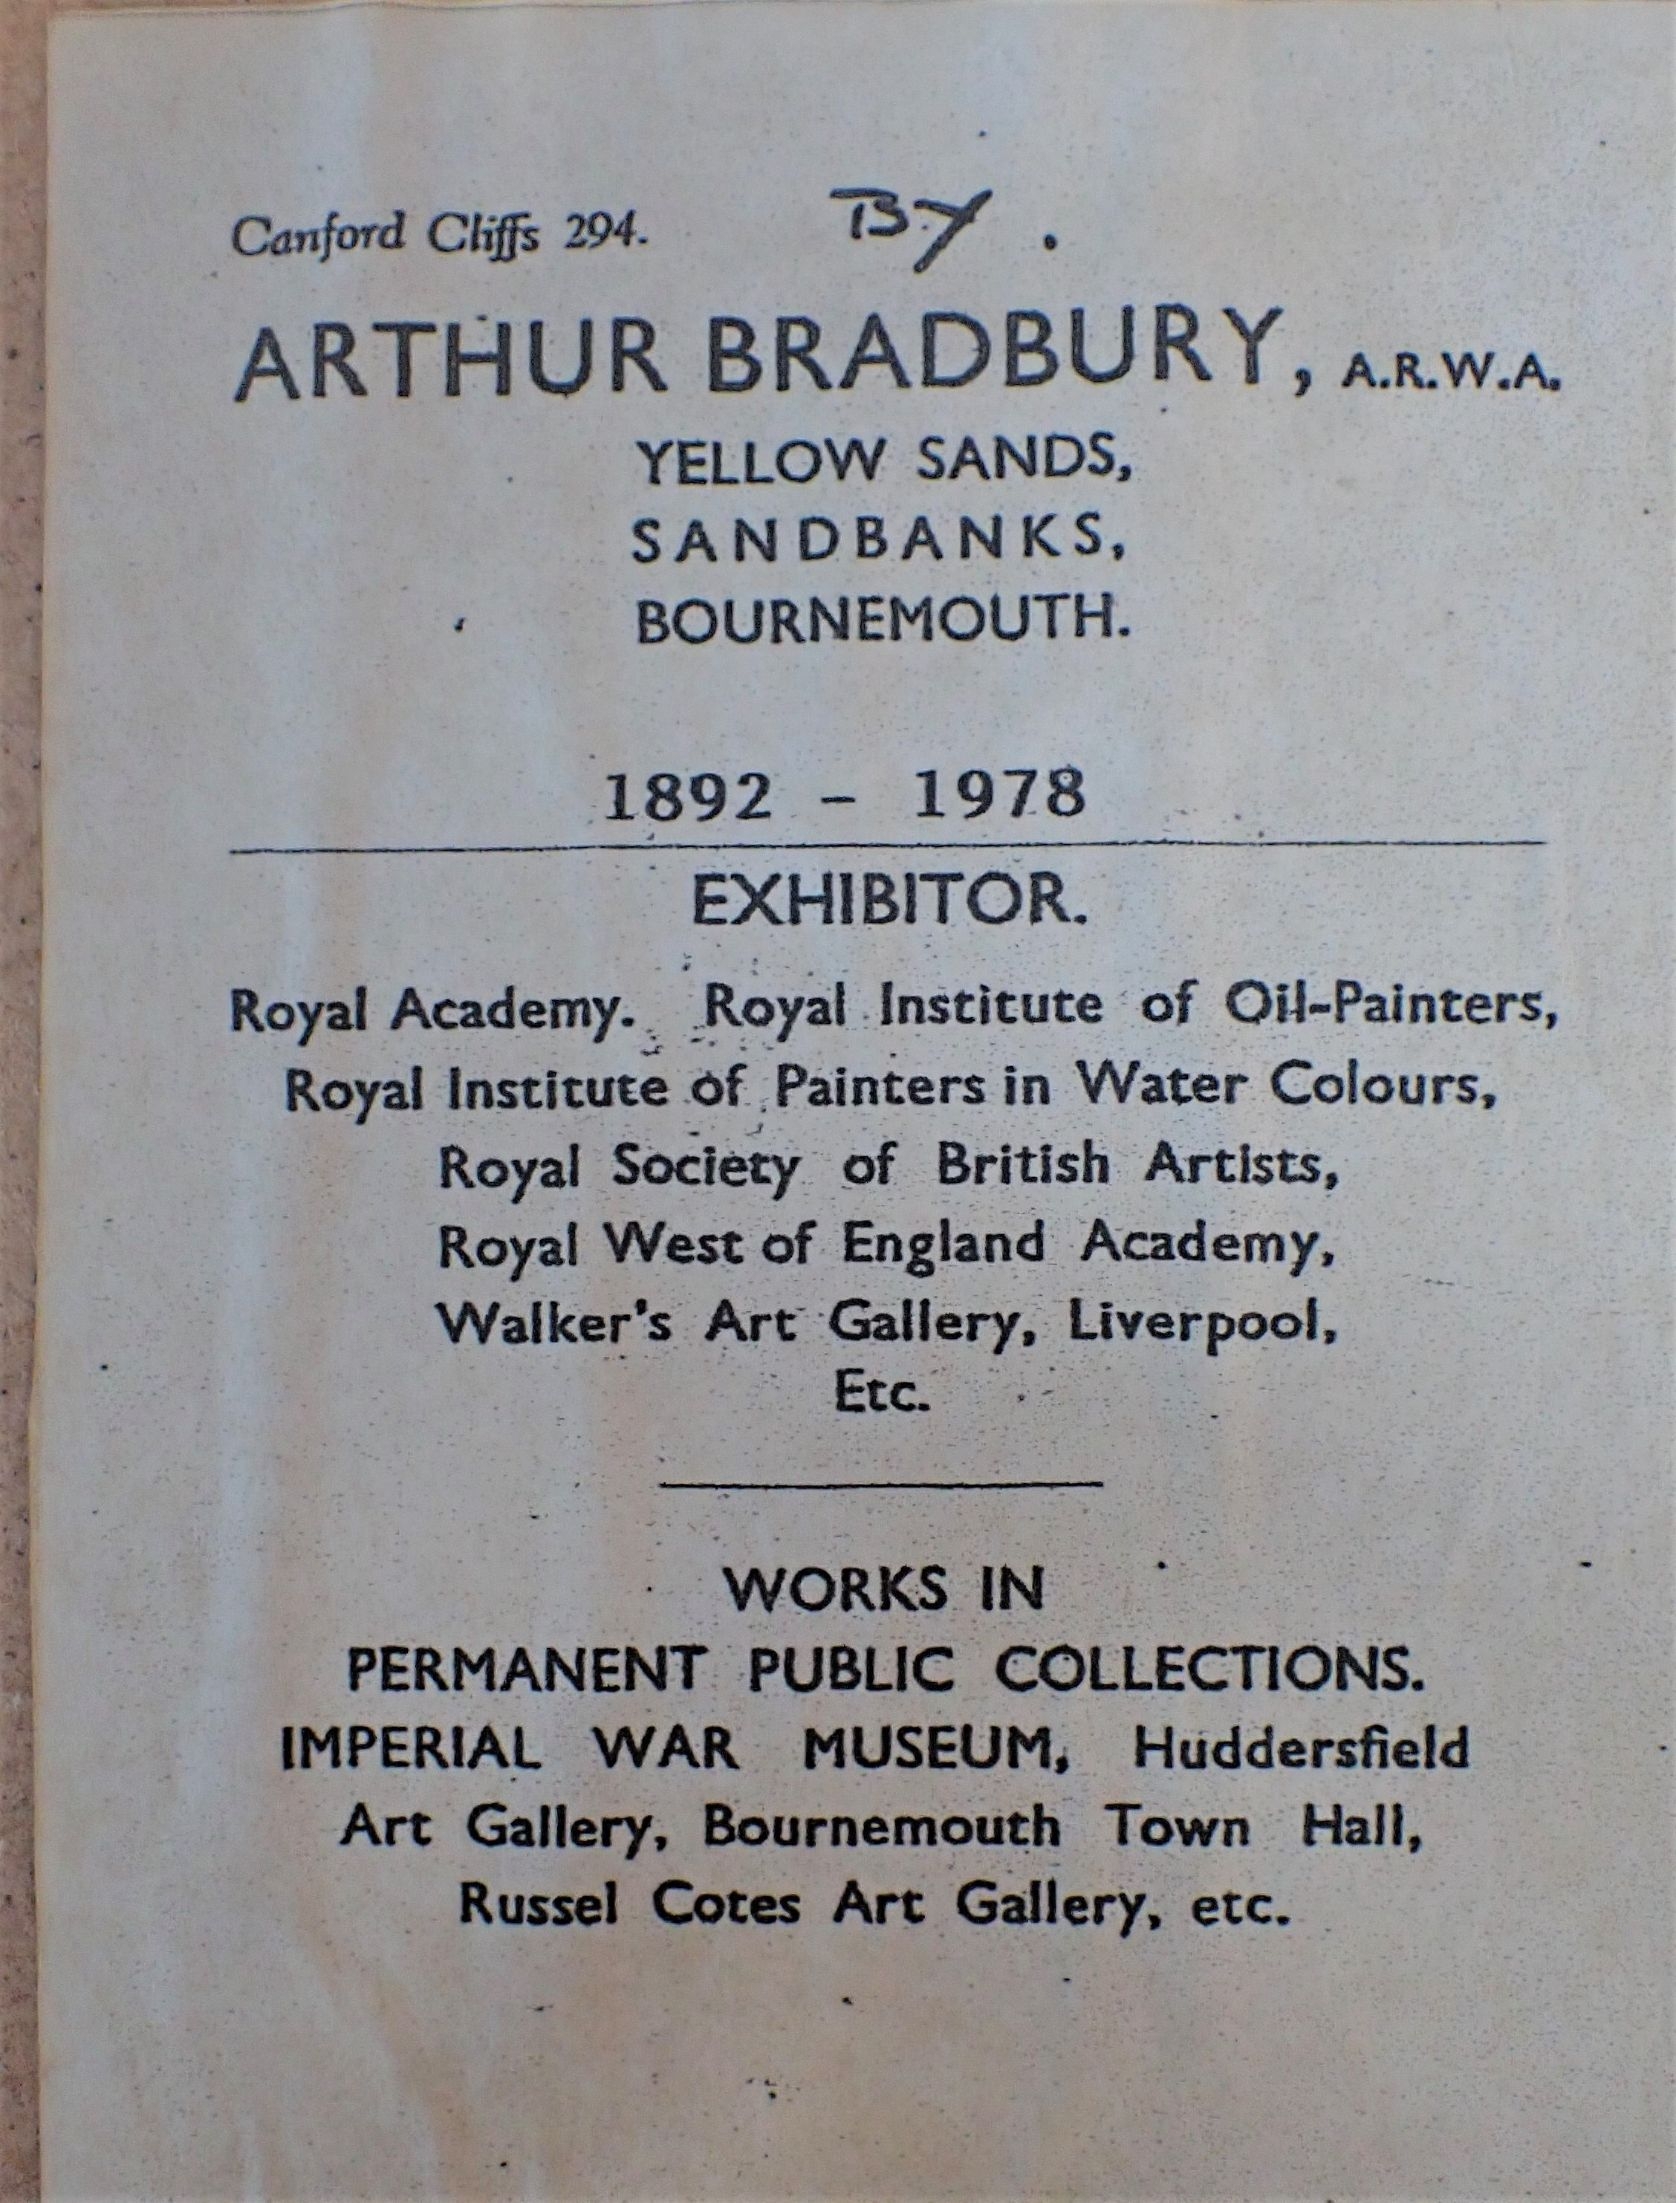 Canford Cliffs 294. By.
ARTHUR BRADBURY, A.R.W.A.
YELLOW SANDS,
SANDBANKS,
BOURNEMOUTH.
1892 - 1978
EXHIBITOR.
Royal Academy. Royal Institute of Oil-Painters,
Royal Institute of Painters in Water Colours,
Royal Society of British Artists,
Royal West of England Academy,
Walker's Art Gallery, Liverpool,
Etc.
WORKS IN
PERMANENT PUBLIC COLLECTIONS.
IMPERIAL WAR MUSEUM, Huddersfield
Art Gallery, Bournemouth Town Hall,
Russel Cotes Art Gallery, etc.